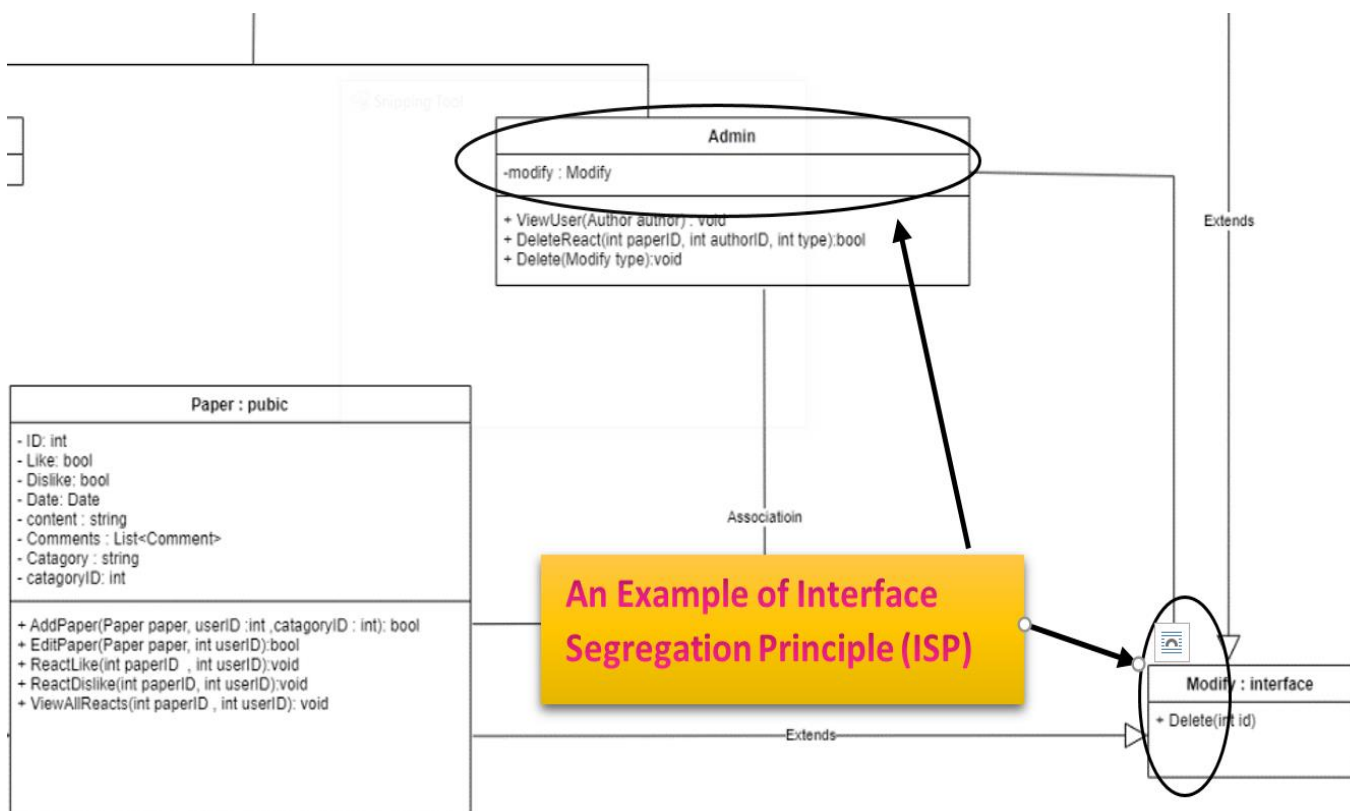 Snipping Tool
Admin
-modify : Modify
+ ViewUser(Author author) : void
+ DeleteReact(int paperID, int authorID, int type):bool
+ Delete(Modify type):void
Extends
Paper : pubic
- ID: int
- Like: bool
- Dislike: bool
- Date: Date
- content : string
- Comments : List<Comment>
- Catagory : string
- catagoryID: int
+ AddPaper(Paper paper, userID :int ,catagoryID : int): bool
+ EditPaper(Paper paper, int userID):bool
+ ReactLike(int paperID , int userID):void
+ ReactDislike(int paperID, int userID):void
+ ViewAllReacts(int paperID , int userID): void
Associatioin
An Example of Interface
Segregation Principle (ISP)
Modify : interface
+ Delete(int id)
Extends